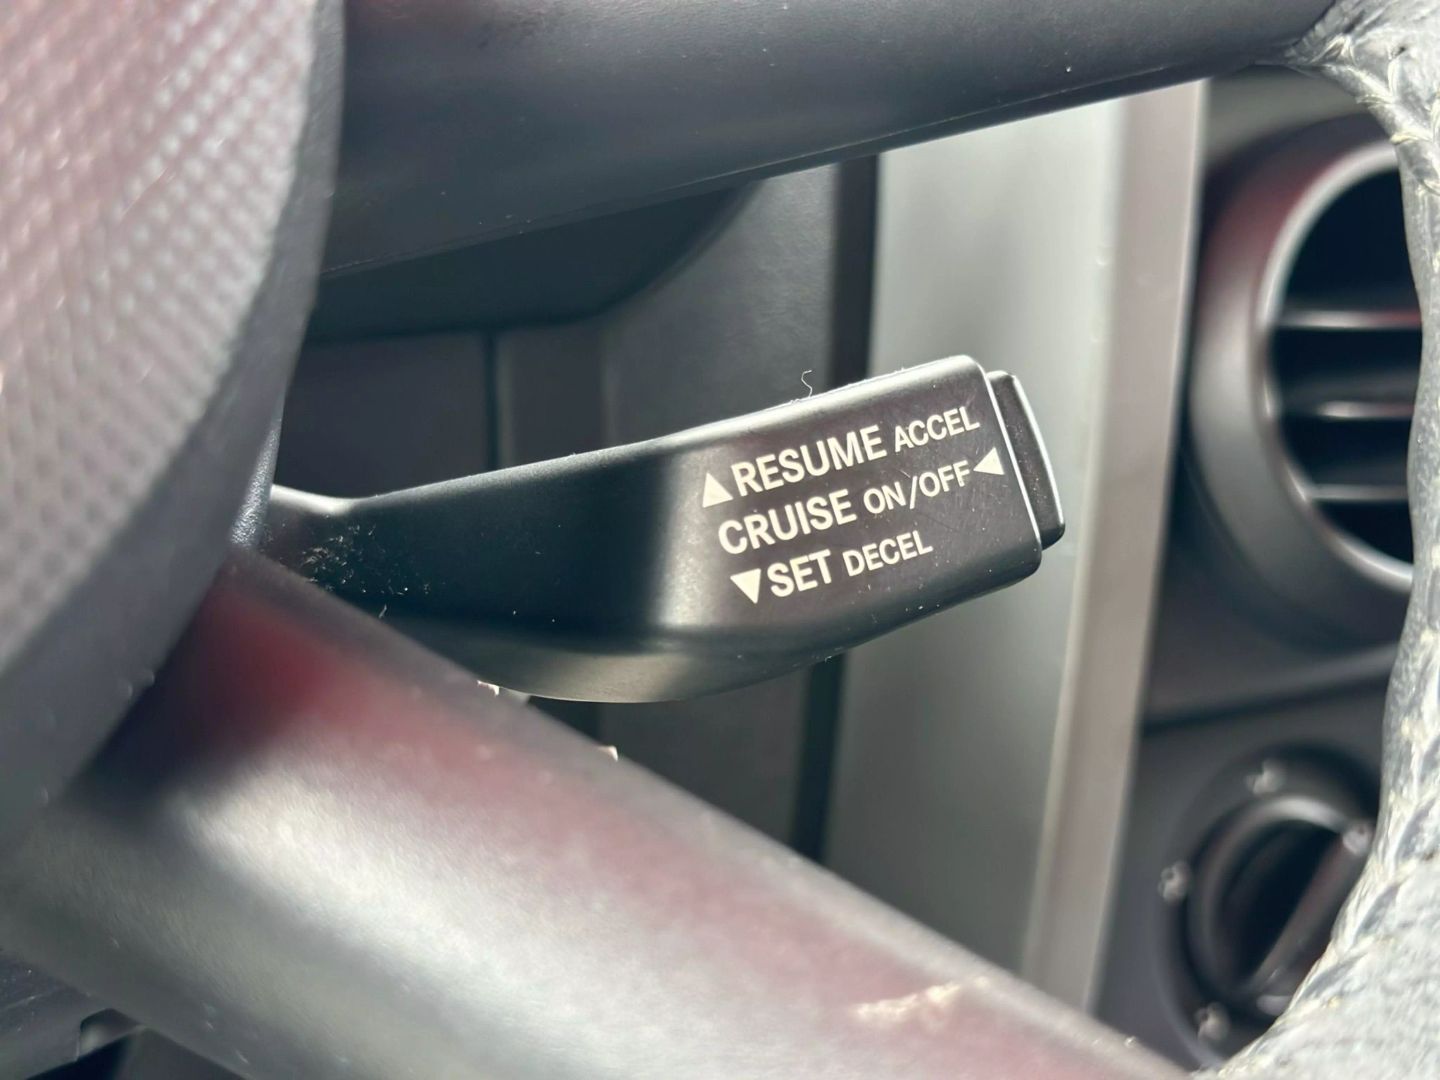 ▲RESUME ACCEL
CRUISE ON/OFF◀
▼SET DECEL